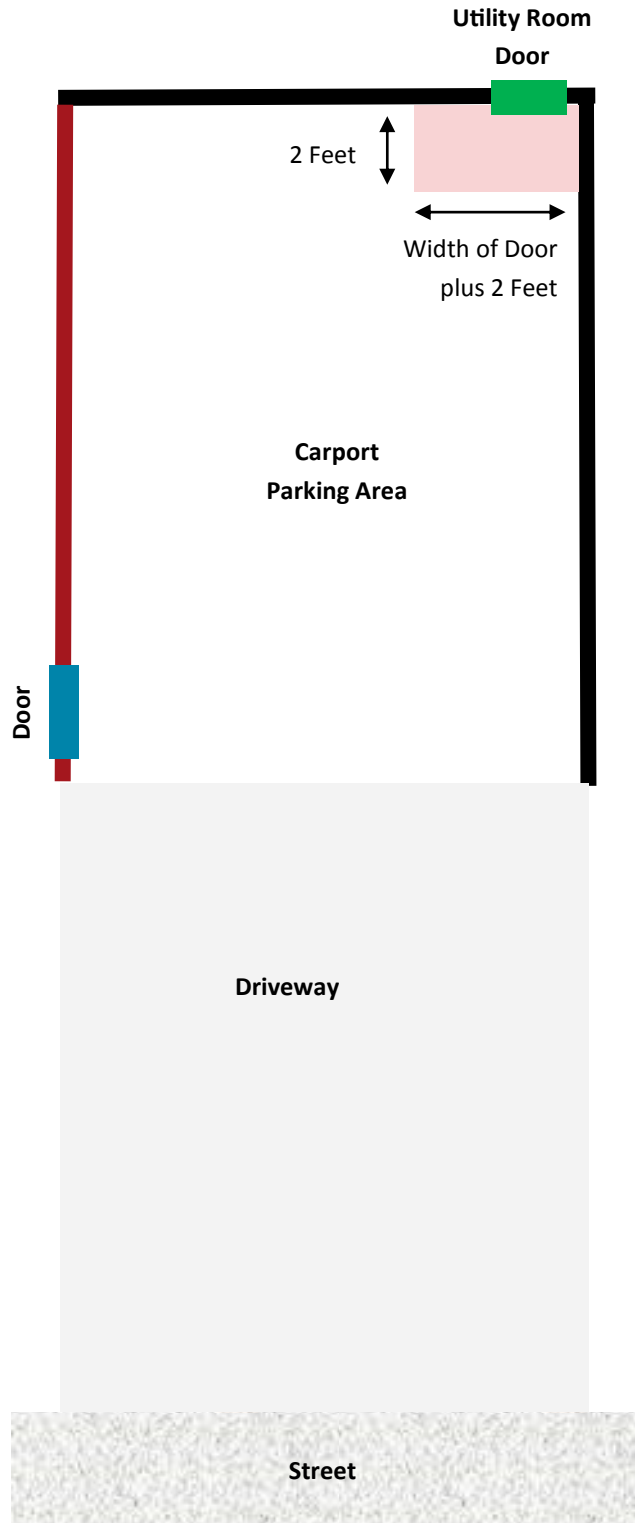 Utility Room
Door
2 Feet
Width of Door
plus 2 Feet
Carport
Parking Area
Door
Driveway
Street